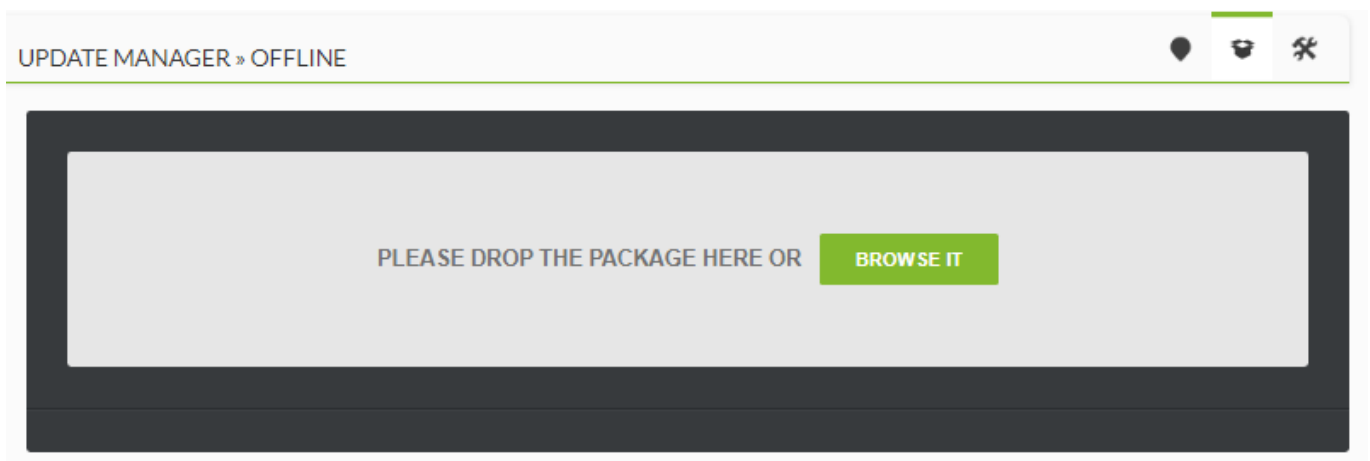 UPDATE MANAGER » OFFLINE
PLEASE DROP THE PACKAGE HERE OR BROWSE IT